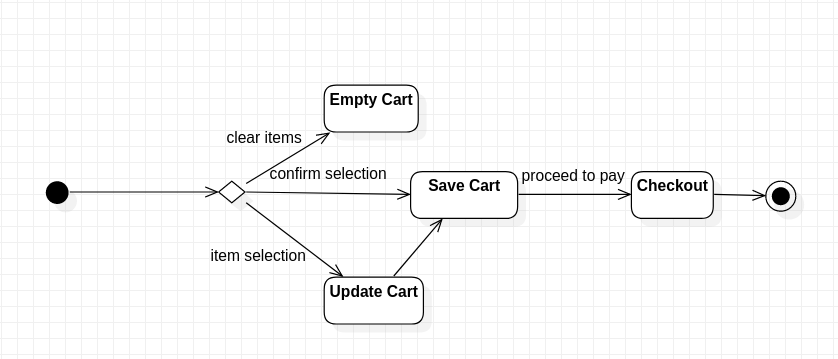 Empty Cart
clear items
confirm selection
Save Cart
proceed to pay
Checkout
item selection
Update Cart